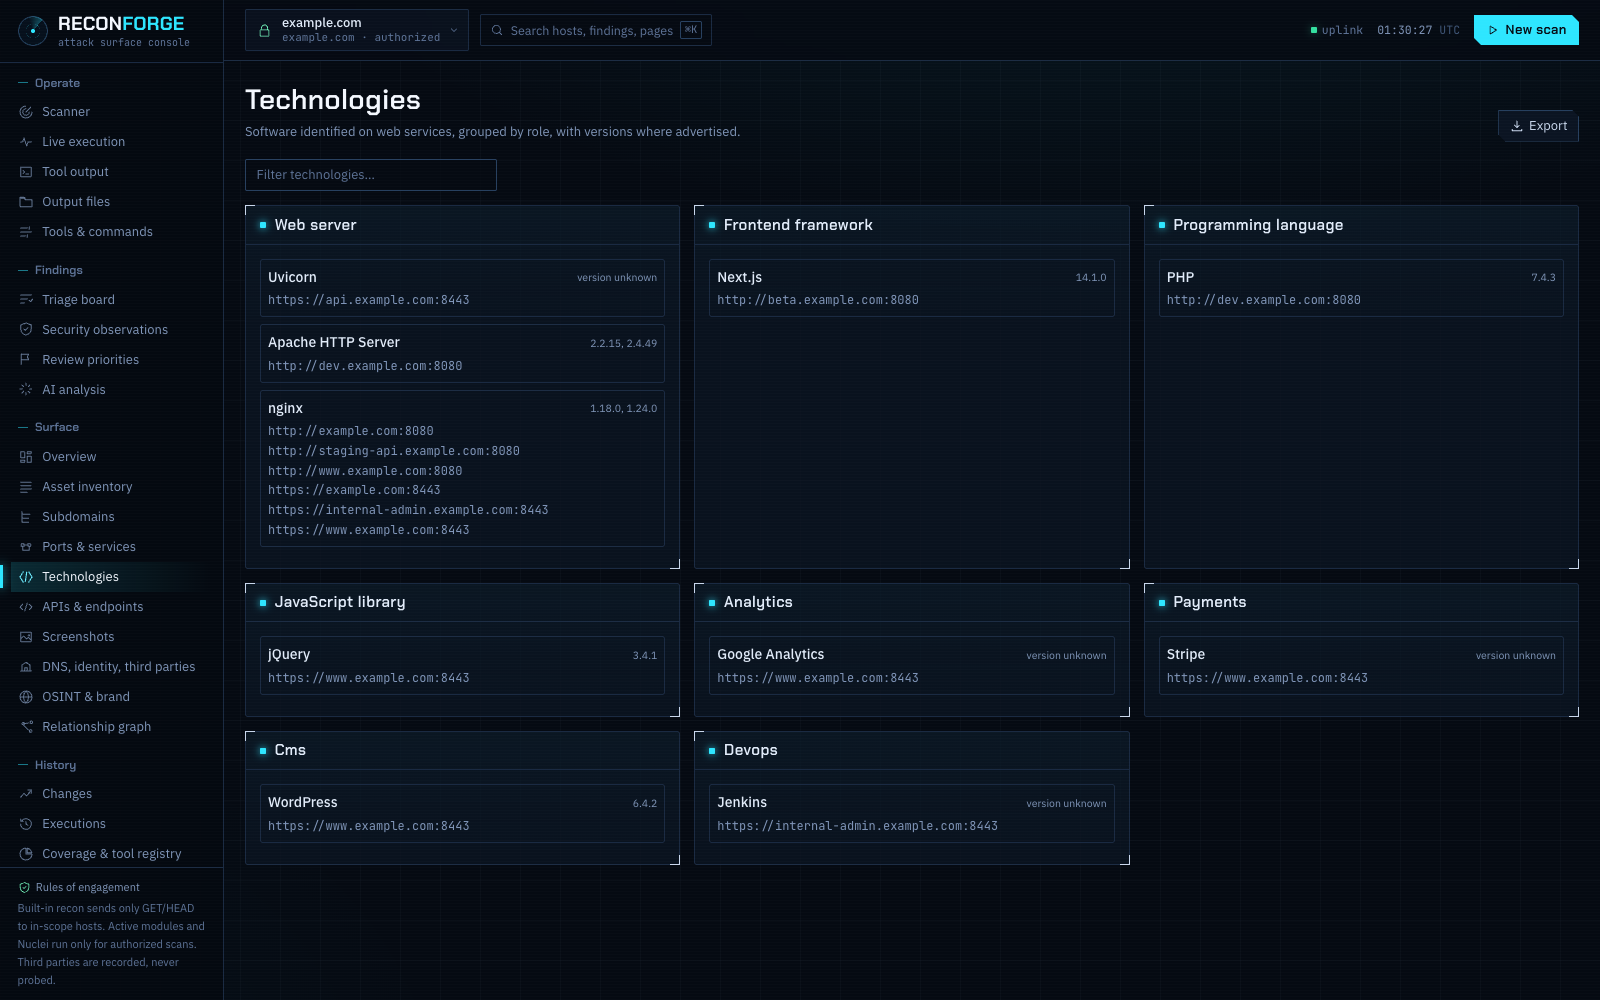 RECONFORGE
attack surface console
Operate
Scanner
Live execution
Tool output
Output files
Tools & commands
Findings
Triage board
Security observations
Review priorities
AI analysis
Surface
Overview
Asset inventory
Subdomains
Ports & services
Technologies
APIs & endpoints
Screenshots
DNS, identity, third parties
OSINT & brand
Relationship graph
History
Changes
Executions
Coverage & tool registry
Rules of engagement
Built-in recon sends only GET/HEAD
to in-scope hosts. Active modules and
Nuclei run only for authorized scans.
Third parties are recorded, never
probed.
example.com
example.com · authorized
Search hosts, findings, pages ⌘K
uplink 01:30:27 UTC
New scan
Technologies
Software identified on web services, grouped by role, with versions where advertised.
Export
Filter technologies...
Web server
Uvicorn version unknown
https://api.example.com:8443
Apache HTTP Server 2.2.15, 2.4.49
http://dev.example.com:8080
nginx 1.18.0, 1.24.0
http://example.com:8080
http://staging-api.example.com:8080
http://www.example.com:8080
https://example.com:8443
https://internal-admin.example.com:8443
https://www.example.com:8443
Frontend framework
Next.js 14.1.0
http://beta.example.com:8080
Programming language
PHP 7.4.3
http://dev.example.com:8080
JavaScript library
jQuery 3.4.1
https://www.example.com:8443
Analytics
Google Analytics version unknown
https://www.example.com:8443
Payments
Stripe version unknown
https://www.example.com:8443
Cms
WordPress 6.4.2
https://www.example.com:8443
Devops
Jenkins version unknown
https://internal-admin.example.com:8443